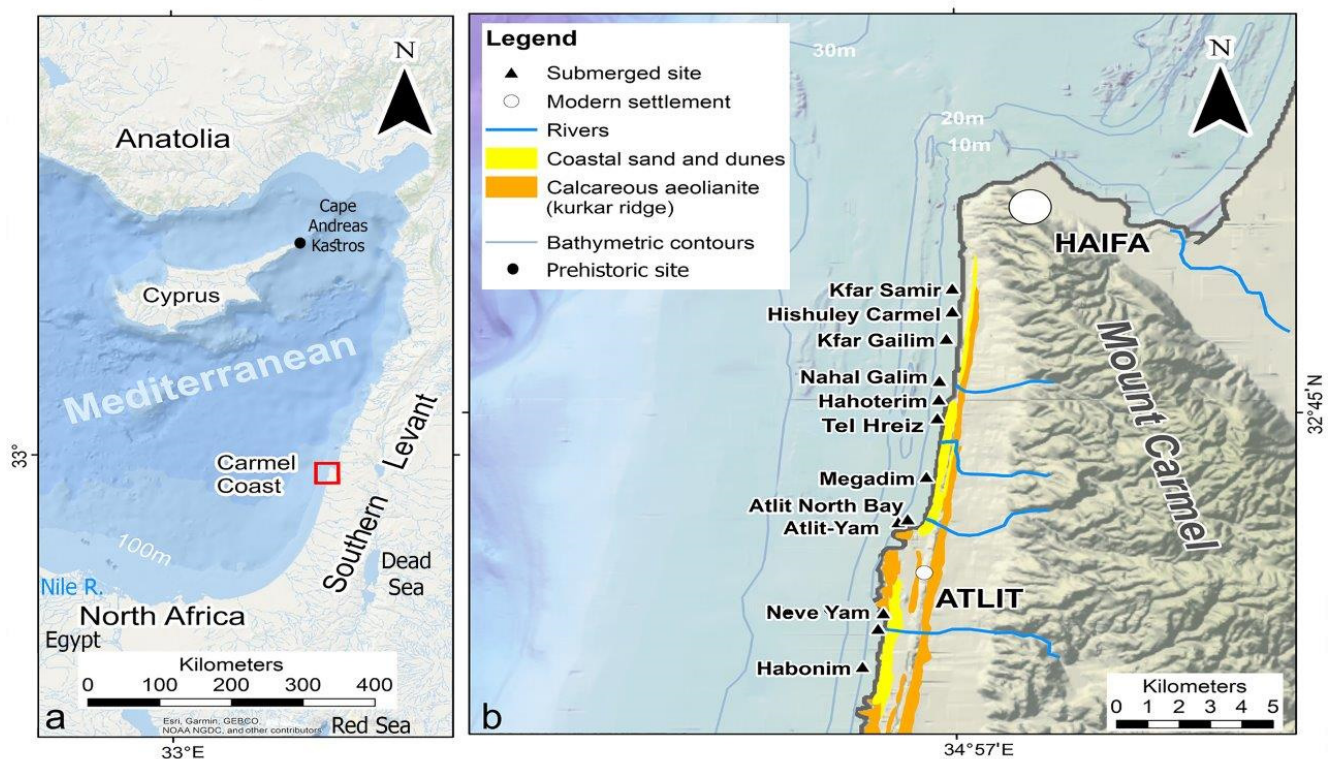 N
Anatolia
Cape
Andreas
Kastros
Cyprus
Mediterranean
33°
Carmel
Coast
Southern Levant
100m
Dead
Sea
Nile R.
North Africa
Egypt
Kilometers
0 100 200 300 400
a
Esri, Garmin, GEBCO,
NOAA NGDC, and other contributors
Red Sea
33°E
Legend
Submerged site
Modern settlement
Rivers
Coastal sand and dunes
Calcareous aeolianite
(kurkar ridge)
Bathymetric contours
Prehistoric site
30m
N
20m
10m
HAIFA
Kfar Samir
Hishuley Carmel
Kfar Gailim
Mount Carmel
Nahal Galim
Hahoterim
Tel Hreiz
32°45'N
Megadim
Atlit North Bay
Atlit-Yam
ATLIT
Neve Yam
Habonim
Kilometers
0 1 2 3 4 5
b
34°57'E